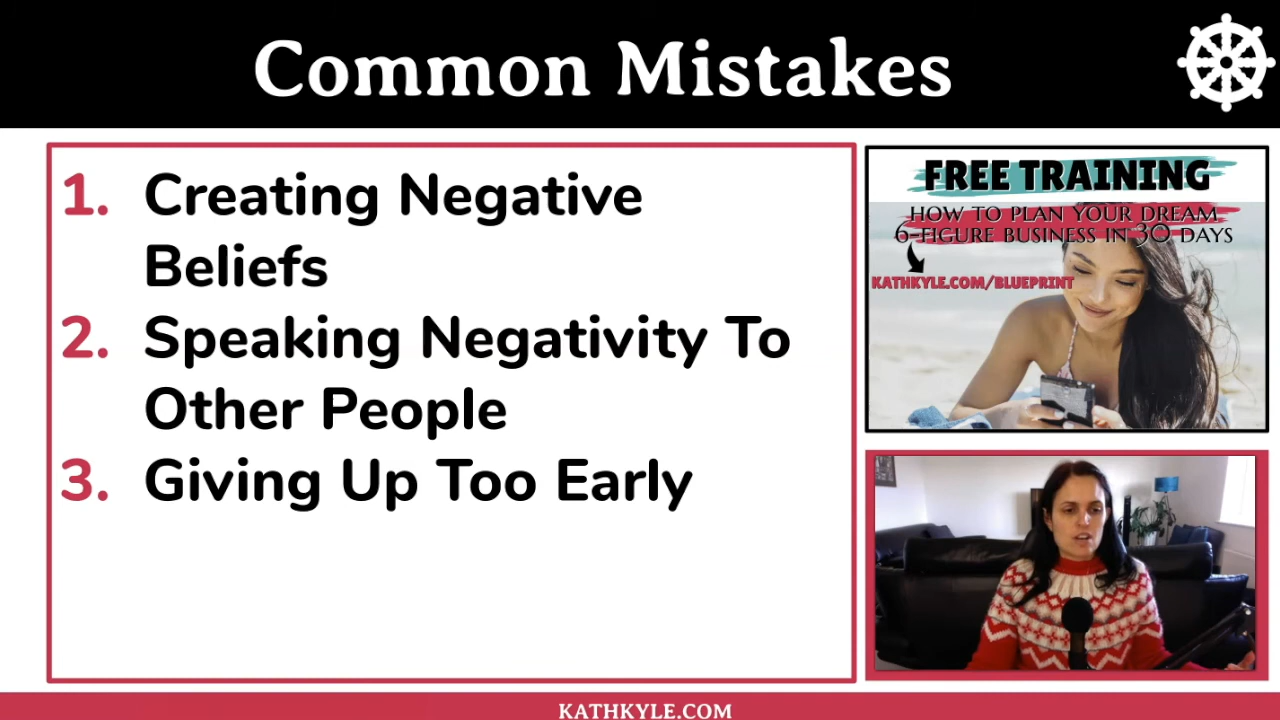 Common Mistakes
1. Creating Negative
Beliefs
2. Speaking Negativity To
Other People
3. Giving Up Too Early
FREE TRAINING
HOW TO PLAN YOUR DREAM
6-FIGURE BUSINESS IN 30 DAYS
KATHKYLE.COM/BLUEPRINT
KATHKYLE.COM